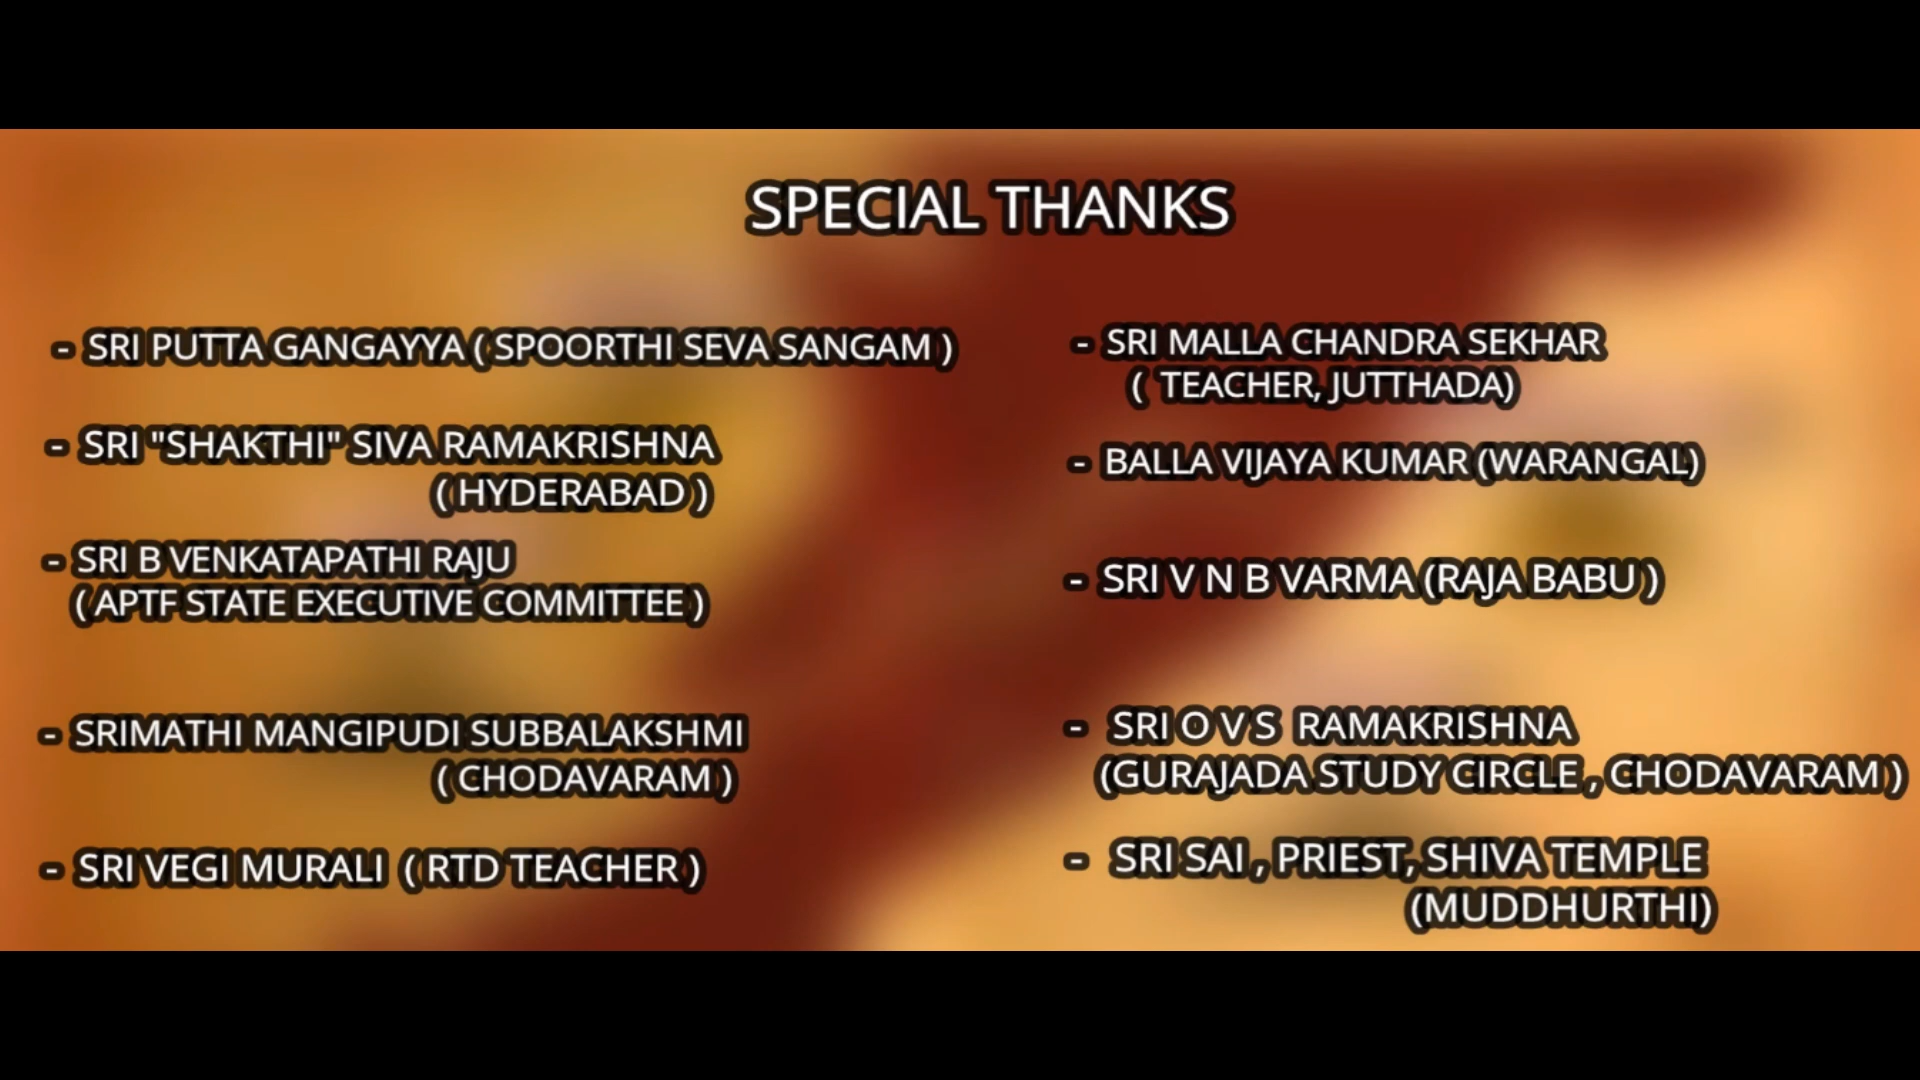 SPECIAL THANKS
- SRI PUTTA GANGAYYA ( SPOORTHI SEVA SANGAM )
- SRI "SHAKTHI" SIVA RAMAKRISHNA
( HYDERABAD )
- SRI B VENKATAPATHI RAJU
( APTF STATE EXECUTIVE COMMITTEE )
- SRIMATHI MANGIPUDI SUBBALAKSHMI
( CHODAVARAM )
- SRI VEGI MURALI ( RTD TEACHER )
- SRI MALLA CHANDRA SEKHAR
( TEACHER, JUTTHADA)
- BALLA VIJAYA KUMAR (WARANGAL)
- SRI V N B VARMA (RAJA BABU )
- SRI O V S RAMAKRISHNA
(GURAJADA STUDY CIRCLE , CHODAVARAM )
- SRI SAI , PRIEST, SHIVA TEMPLE
(MUDDHURTHI)